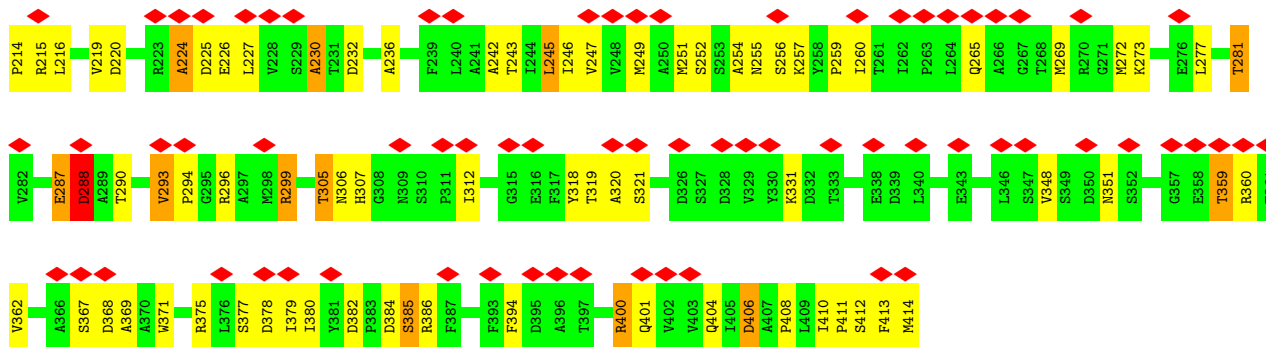 P214 R215 L216 V219 D220 R223 A224 D225 E226 L227 V228 S229 A230 T231 D232 A236 F239 L240 A241 A242 T243 I244 L245 I246 V247 V248 M249 A250 M251 S252 S253 A254 N255 S256 K257 Y258 P259 I260 T261 I262 P263 L264 Q265 A266 G267 T268 M269 R270 G271 M272 K273 E276 L277 T281
V282 E287 D288 A289 T290 V293 P294 G295 R296 A297 M298 R299 T305 N306 H307 G308 N309 S310 P311 I312 G315 E316 F317 Y318 T319 A320 S321 D326 S327 D328 V329 Y330 K331 D332 T333 E338 D339 L340 E343 L346 S347 V348 S349 D350 N351 S352 G357 E358 T359 R360
V362 A366 S367 D368 A369 A370 W371 R375 L376 S377 D378 I379 I380 Y381 D382 P383 D384 S385 R386 F387 F393 F394 D395 A396 T397 R400 Q401 V402 V403 Q404 I405 D406 A407 P408 L409 I410 P411 S412 F413 M414